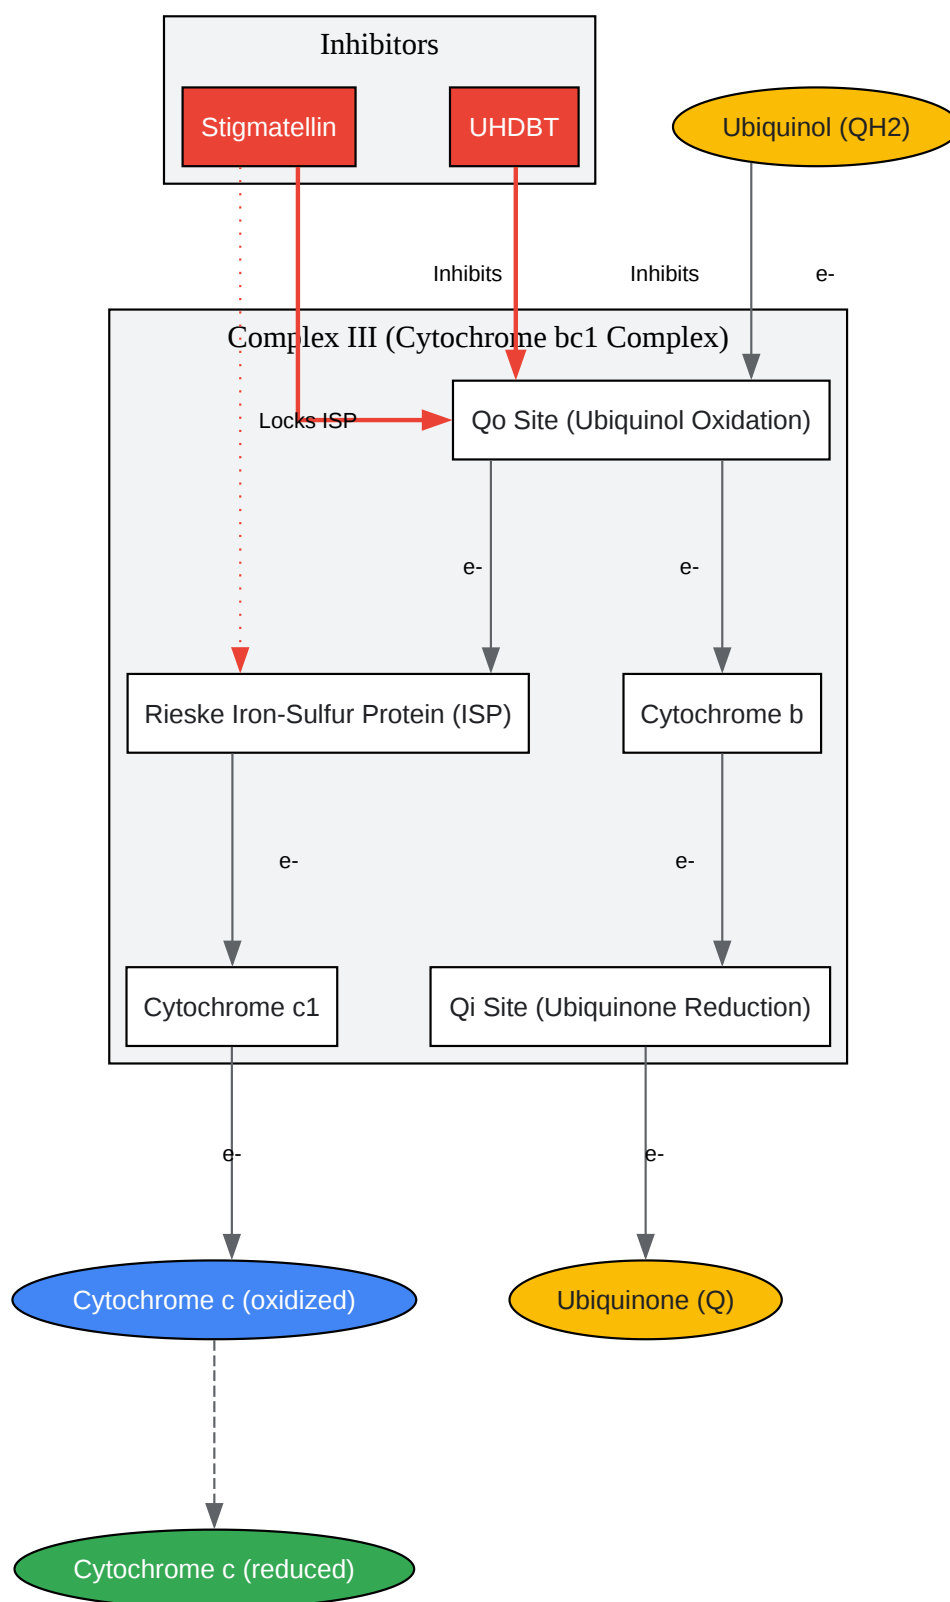 Inhibitors
Stigmatellin
UHDBT
Ubiquinol (QH2)
Inhibits
Inhibits
e-
Complex III (Cytochrome bc1 Complex)
Locks ISP
Qo Site (Ubiquinol Oxidation)
e-
e-
Rieske Iron-Sulfur Protein (ISP)
Cytochrome b
e-
e-
Cytochrome c1
Qi Site (Ubiquinone Reduction)
e-
e-
Cytochrome c (oxidized)
Ubiquinone (Q)
Cytochrome c (reduced)